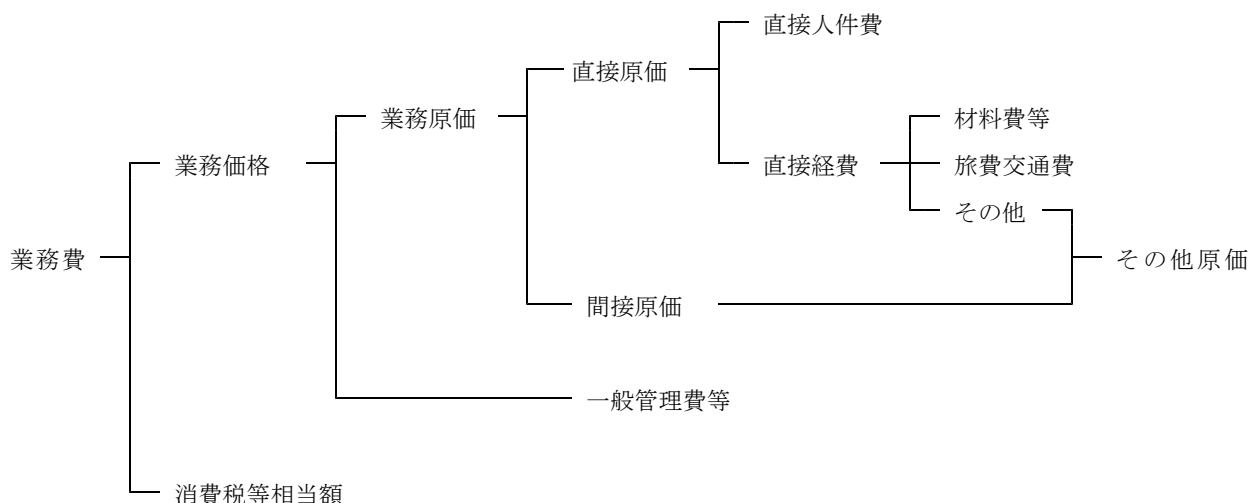 直接人件費
直接原価
業務原価
材料費等
業務価格
直接経費
旅費交通費
その他
業務費
その他原価
間接原価
一般管理費等
消費税等相当額